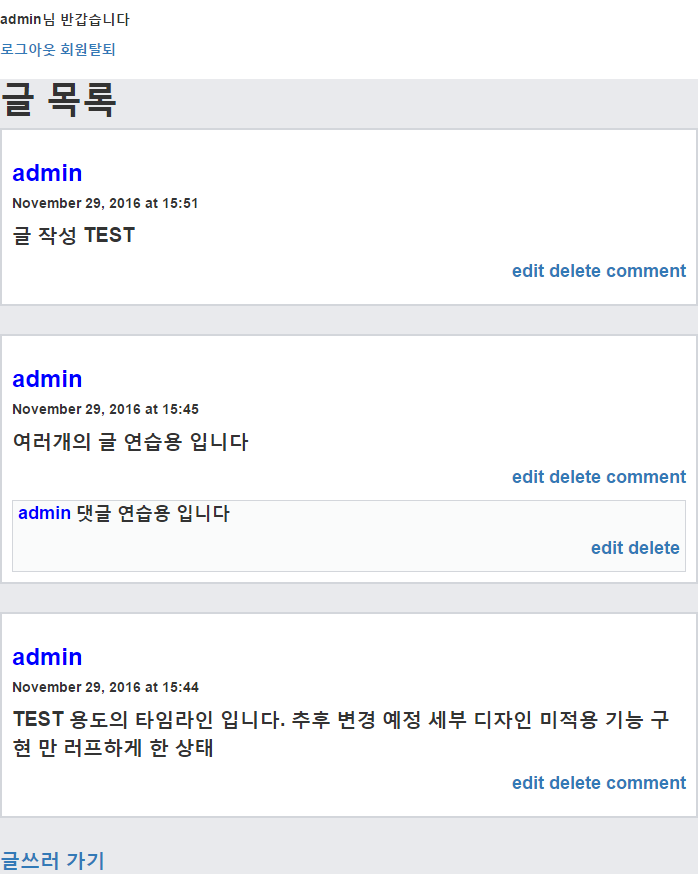 admin님 반갑습니다
로그아웃 회원탈퇴
글 목록
admin
November 29, 2016 at 15:51
글 작성 TEST
edit delete comment
admin
November 29, 2016 at 15:45
여러개의 글 연습용 입니다
edit delete comment
admin 댓글 연습용 입니다
edit delete
admin
November 29, 2016 at 15:44
TEST 용도의 타임라인 입니다. 추후 변경 예정 세부 디자인 미적용 기능 구
현 만 러프하게 한 상태
edit delete comment
글쓰러 가기